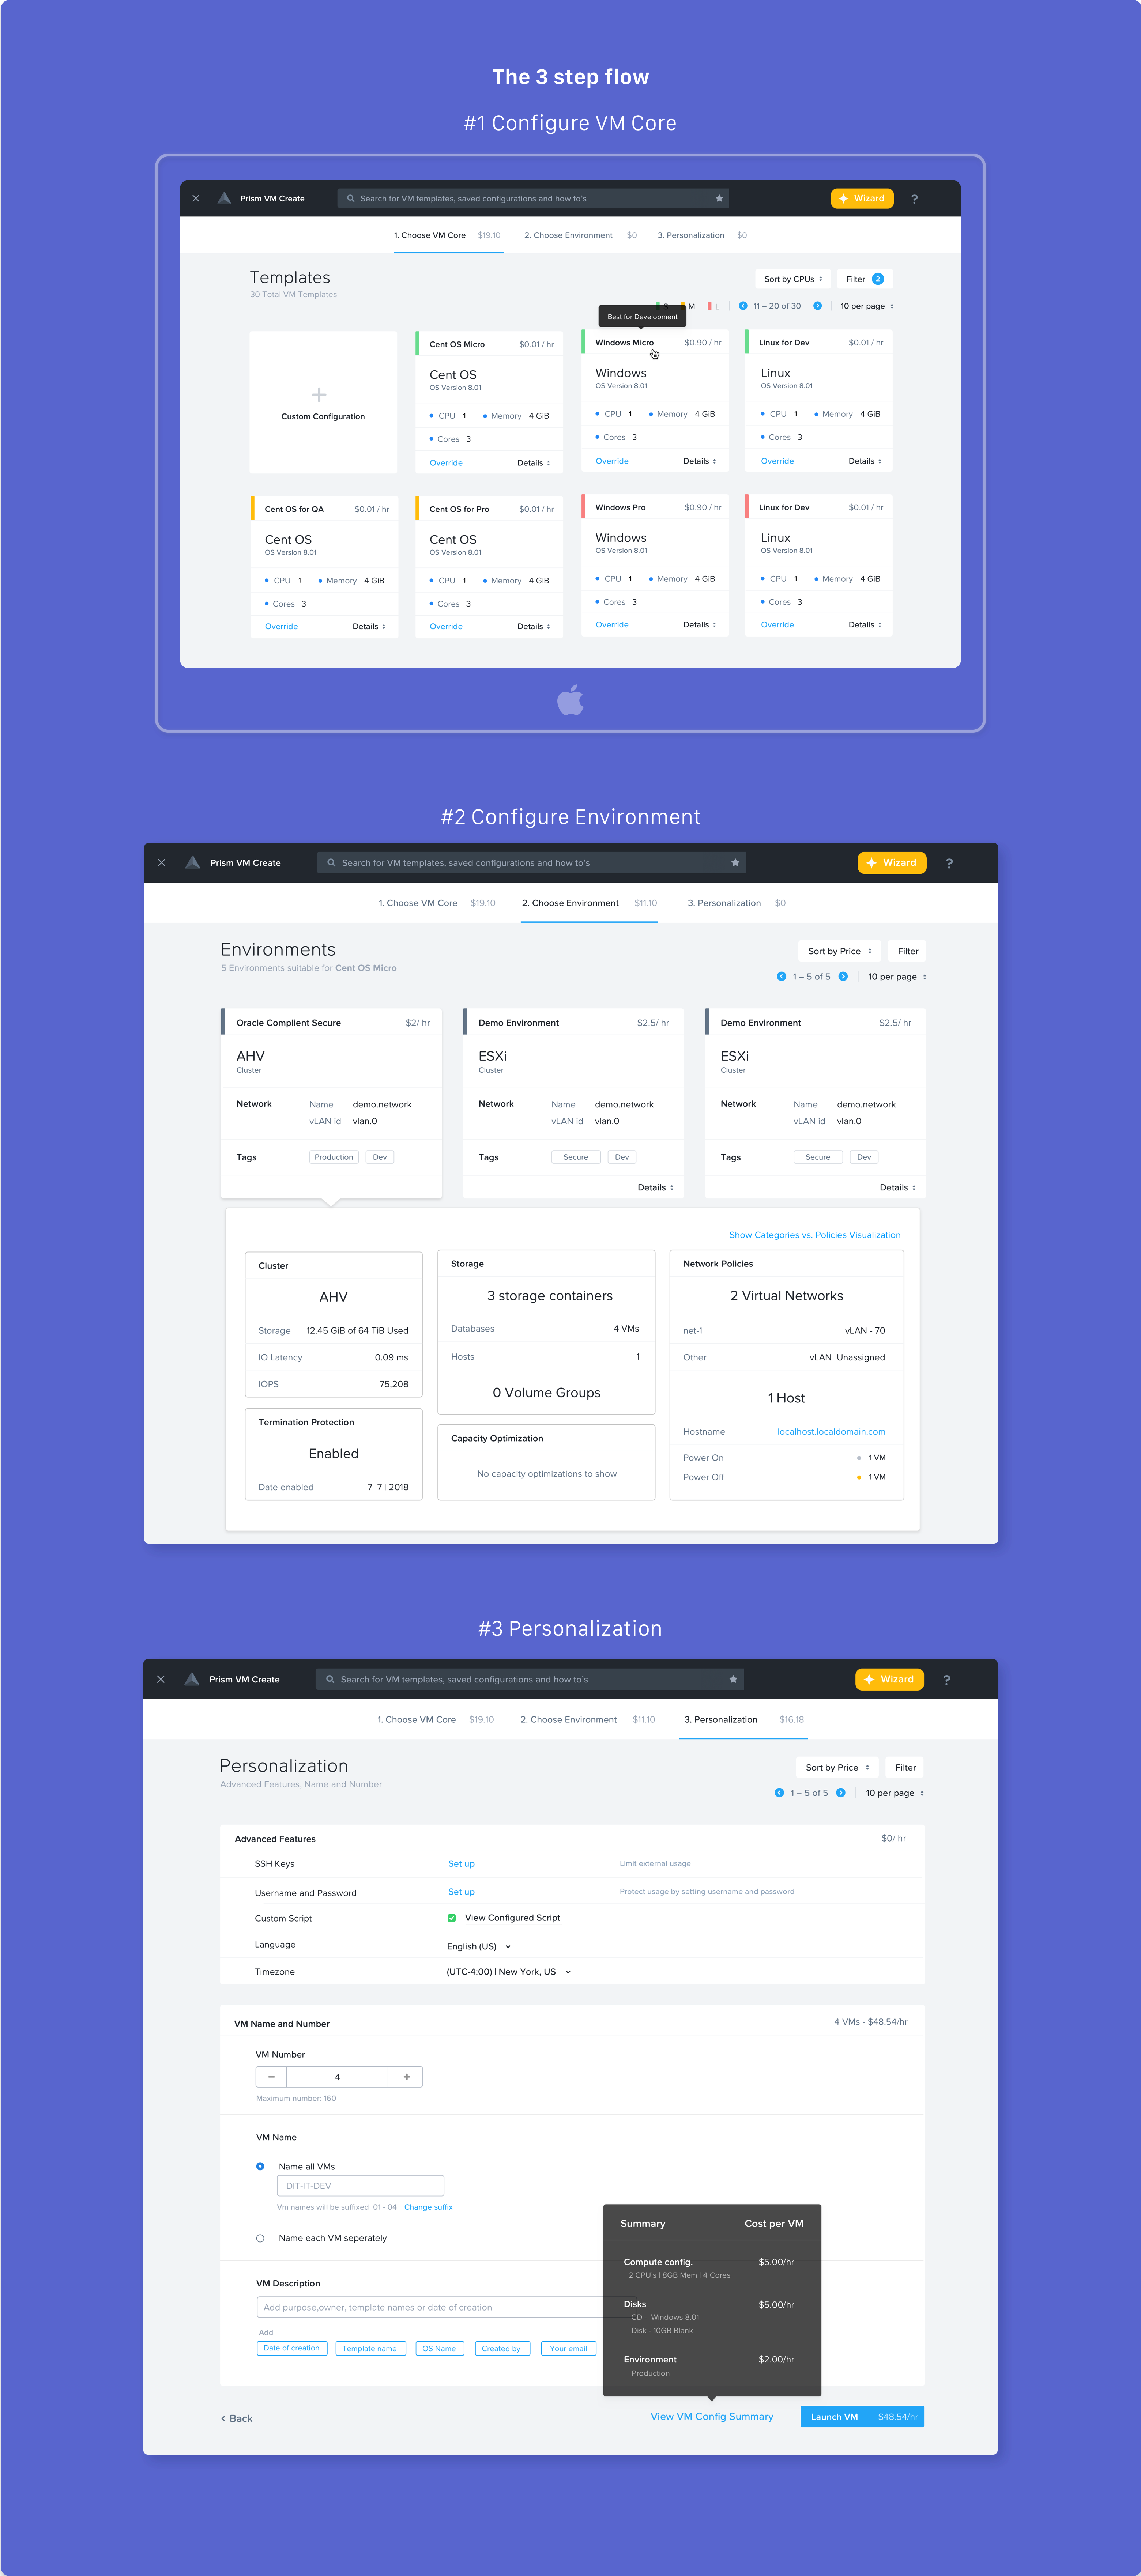 The 3 step flow
#1 Configure VM Core
Prism VM Create
Search for VM templates, saved configurations and how to's
Wizard
?
1. Choose VM Core $19.10 2. Choose Environment $0 3. Personalization $0
Templates
30 Total VM Templates
Sort by CPUs
Filter 2
S M L
11 – 20 of 30
10 per page
Best for Development
Custom Configuration
Cent OS Micro $0.01 / hr
Cent OS
OS Version 8.01
CPU 1 Memory 4 GiB
Cores 3
Override Details
Windows Micro $0.90 / hr
Windows
OS Version 8.01
CPU 1 Memory 4 GiB
Cores 3
Override Details
Linux for Dev $0.01 / hr
Linux
OS Version 8.01
CPU 1 Memory 4 GiB
Cores 3
Override Details
Cent OS for QA $0.01 / hr
Cent OS
OS Version 8.01
CPU 1 Memory 4 GiB
Cores 3
Override Details
Cent OS for Pro $0.01 / hr
Cent OS
OS Version 8.01
CPU 1 Memory 4 GiB
Cores 3
Override Details
Windows Pro $0.90 / hr
Windows
OS Version 8.01
CPU 1 Memory 4 GiB
Cores 3
Override Details
Linux for Dev $0.01 / hr
Linux
OS Version 8.01
CPU 1 Memory 4 GiB
Cores 3
Override Details
#2 Configure Environment
Prism VM Create
Search for VM templates, saved configurations and how to's
Wizard
?
1. Choose VM Core $19.10 2. Choose Environment $11.10 3. Personalization $0
Environments
5 Environments suitable for Cent OS Micro
Sort by Price
Filter
1 – 5 of 5
10 per page
Oracle Complient Secure $2/ hr
AHV
Cluster
Network Name demo.network
vLAN id vlan.0
Tags Production Dev
Demo Environment $2.5/ hr
ESXi
Cluster
Network Name demo.network
vLAN id vlan.0
Tags Secure Dev
Details
Demo Environment $2.5/ hr
ESXi
Cluster
Network Name demo.network
vLAN id vlan.0
Tags Secure Dev
Details
Show Categories vs. Policies Visualization
Cluster
AHV
Storage 12.45 GiB of 64 TiB Used
IO Latency 0.09 ms
IOPS 75,208
Termination Protection
Enabled
Date enabled 7 7 | 2018
Storage
3 storage containers
Databases 4 VMs
Hosts 1
0 Volume Groups
Capacity Optimization
No capacity optimizations to show
Network Policies
2 Virtual Networks
net-1 vLAN - 70
Other vLAN Unassigned
1 Host
Hostname localhost.localdomain.com
Power On 1 VM
Power Off 1 VM
#3 Personalization
Prism VM Create
Search for VM templates, saved configurations and how to's
Wizard
?
1. Choose VM Core $19.10 2. Choose Environment $11.10 3. Personalization $16.18
Personalization
Advanced Features, Name and Number
Sort by Price
Filter
1 – 5 of 5
10 per page
Advanced Features $0/ hr
SSH Keys Set up Limit external usage
Username and Password Set up Protect usage by setting username and password
Custom Script View Configured Script
Language English (US)
Timezone (UTC-4:00) | New York, US
VM Name and Number 4 VMs - $48.54/hr
VM Number
− 4 +
Maximum number: 160
VM Name
Name all VMs
DIT-IT-DEV
Vm names will be suffixed 01 - 04 Change suffix
Name each VM seperately
VM Description
Add purpose,owner, template names or date of creation
Add
Date of creation Template name OS Name Created by Your email
Summary Cost per VM
Compute config. $5.00/hr
2 CPU's | 8GB Mem | 4 Cores
Disks $5.00/hr
CD - Windows 8.01
Disk - 10GB Blank
Environment $2.00/hr
Production
< Back
View VM Config Summary
Launch VM $48.54/hr